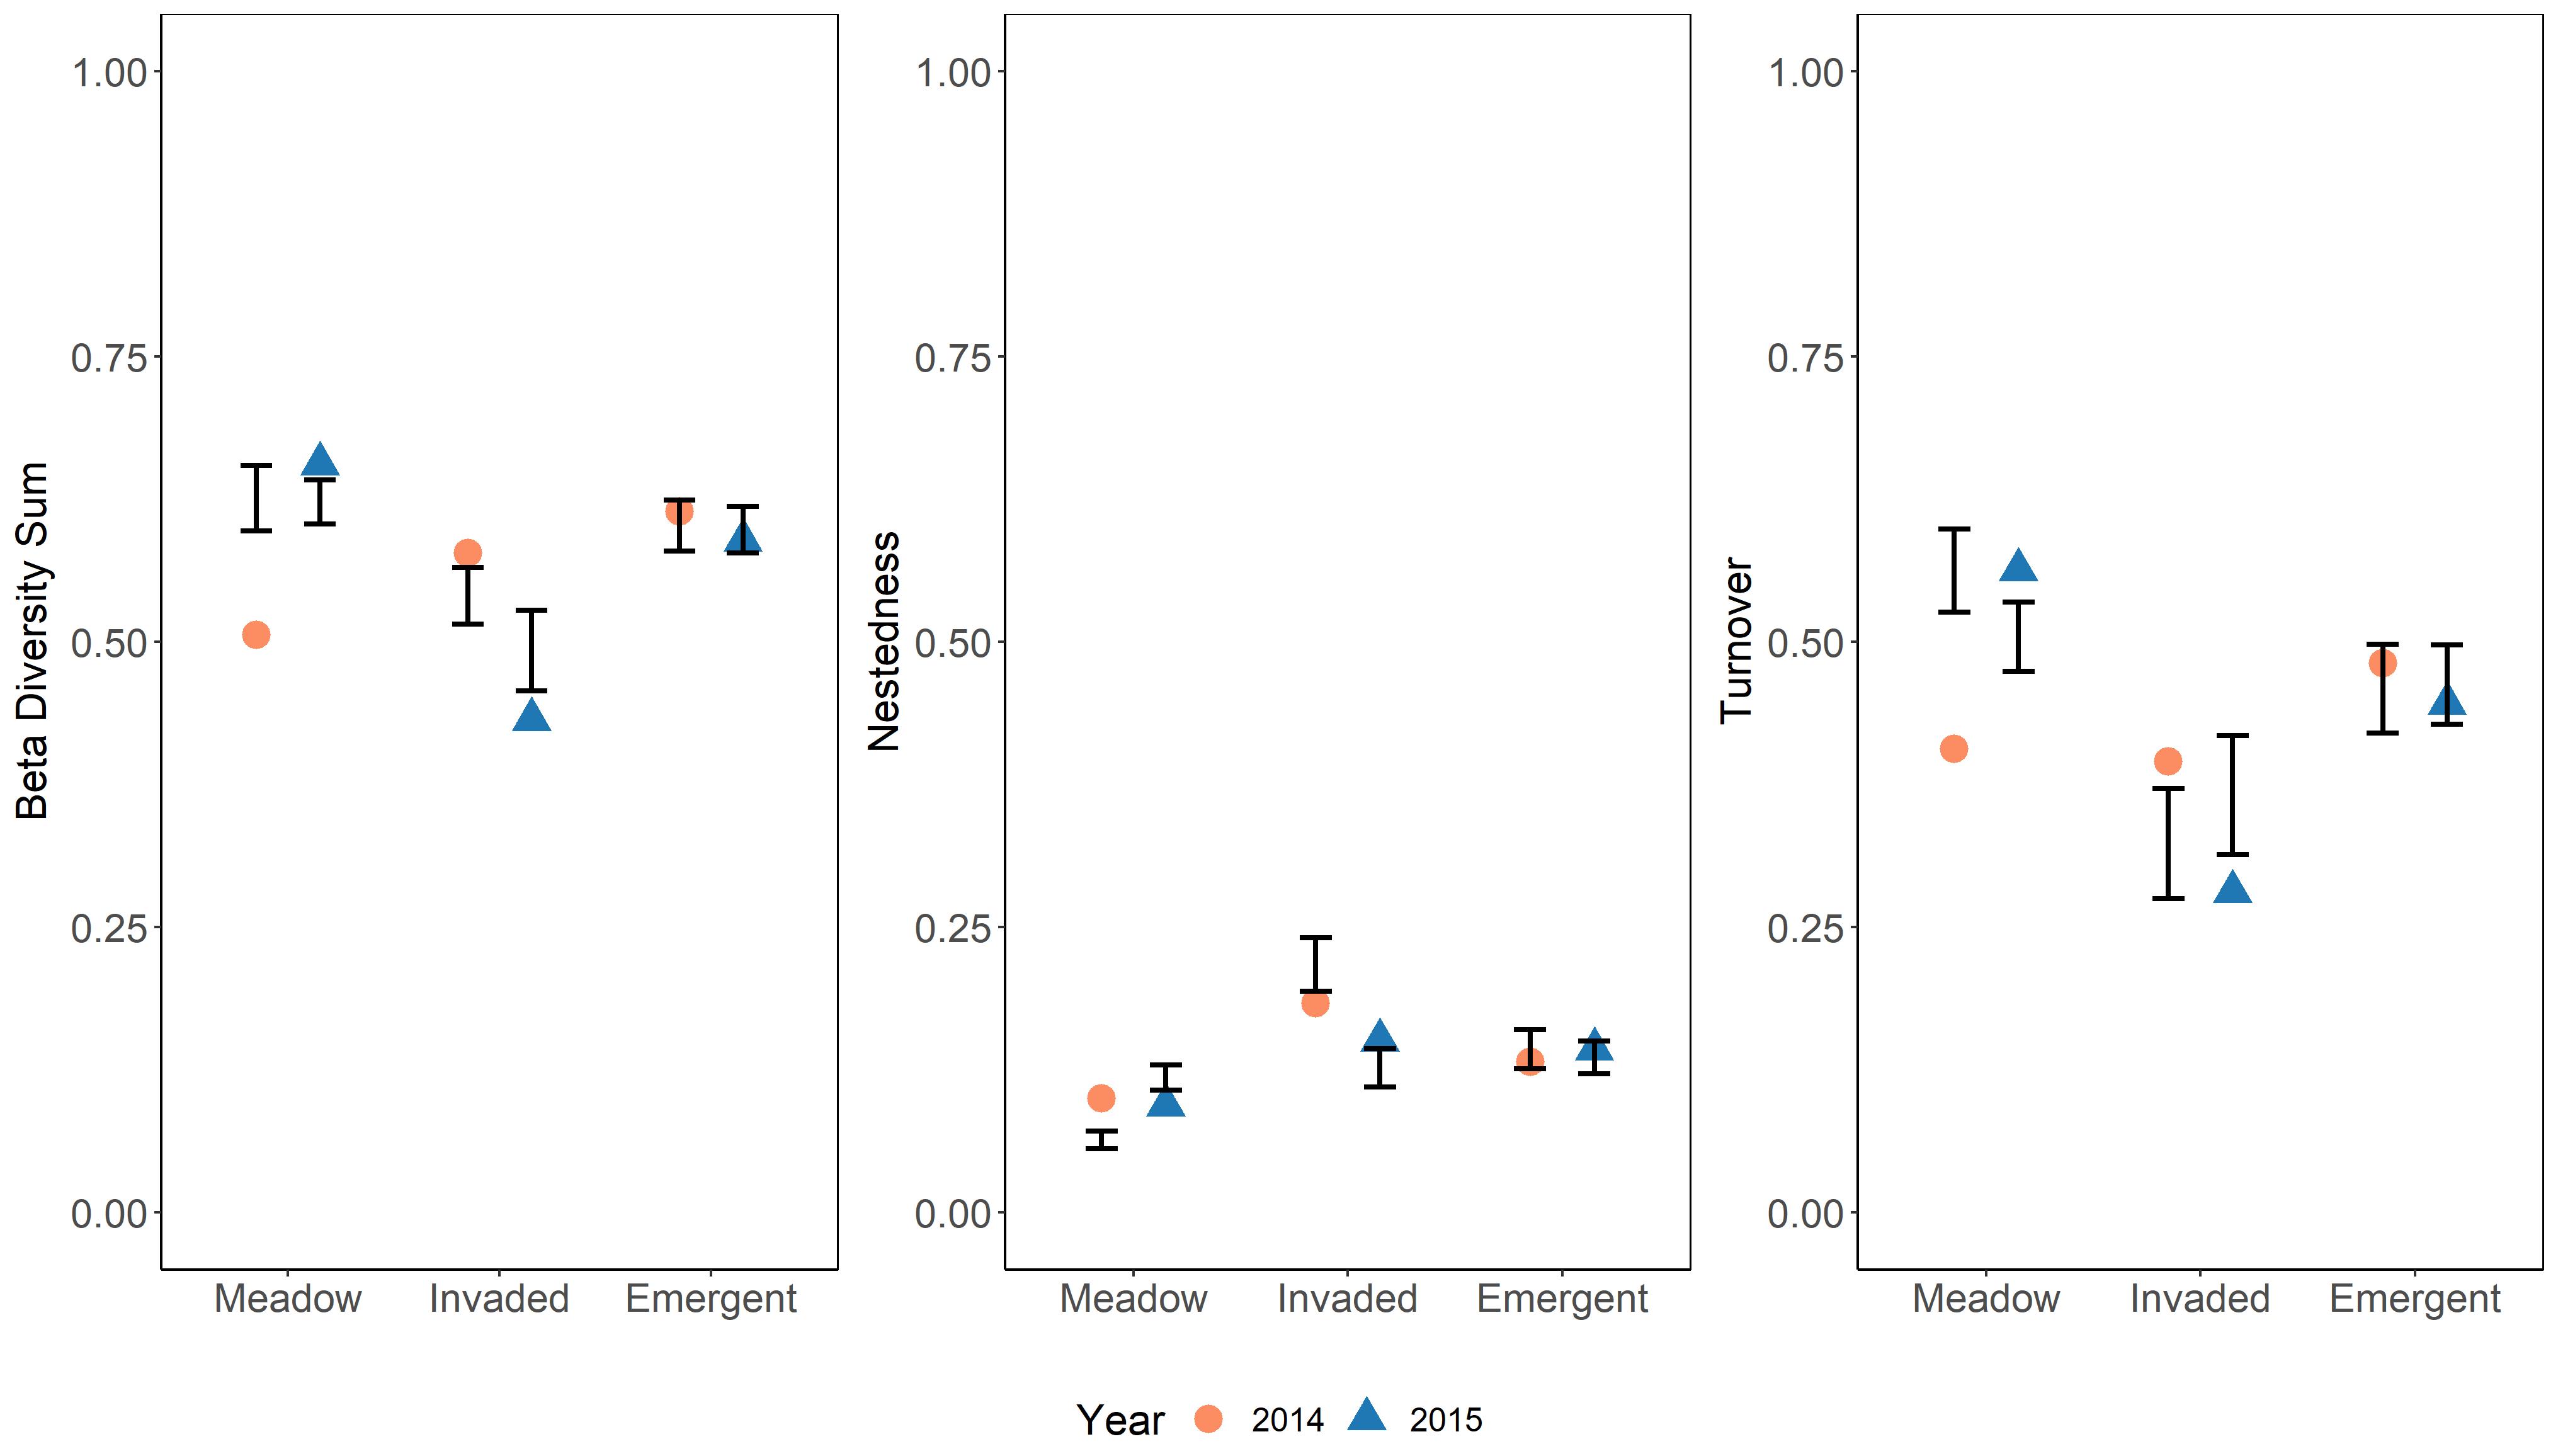 Beta Diversity Sum
1.00
0.75
0.50
0.25
0.00
Meadow Invaded Emergent
Nestedness
1.00
0.75
0.50
0.25
0.00
Meadow Invaded Emergent
Turnover
1.00
0.75
0.50
0.25
0.00
Meadow Invaded Emergent
Year 2014 2015